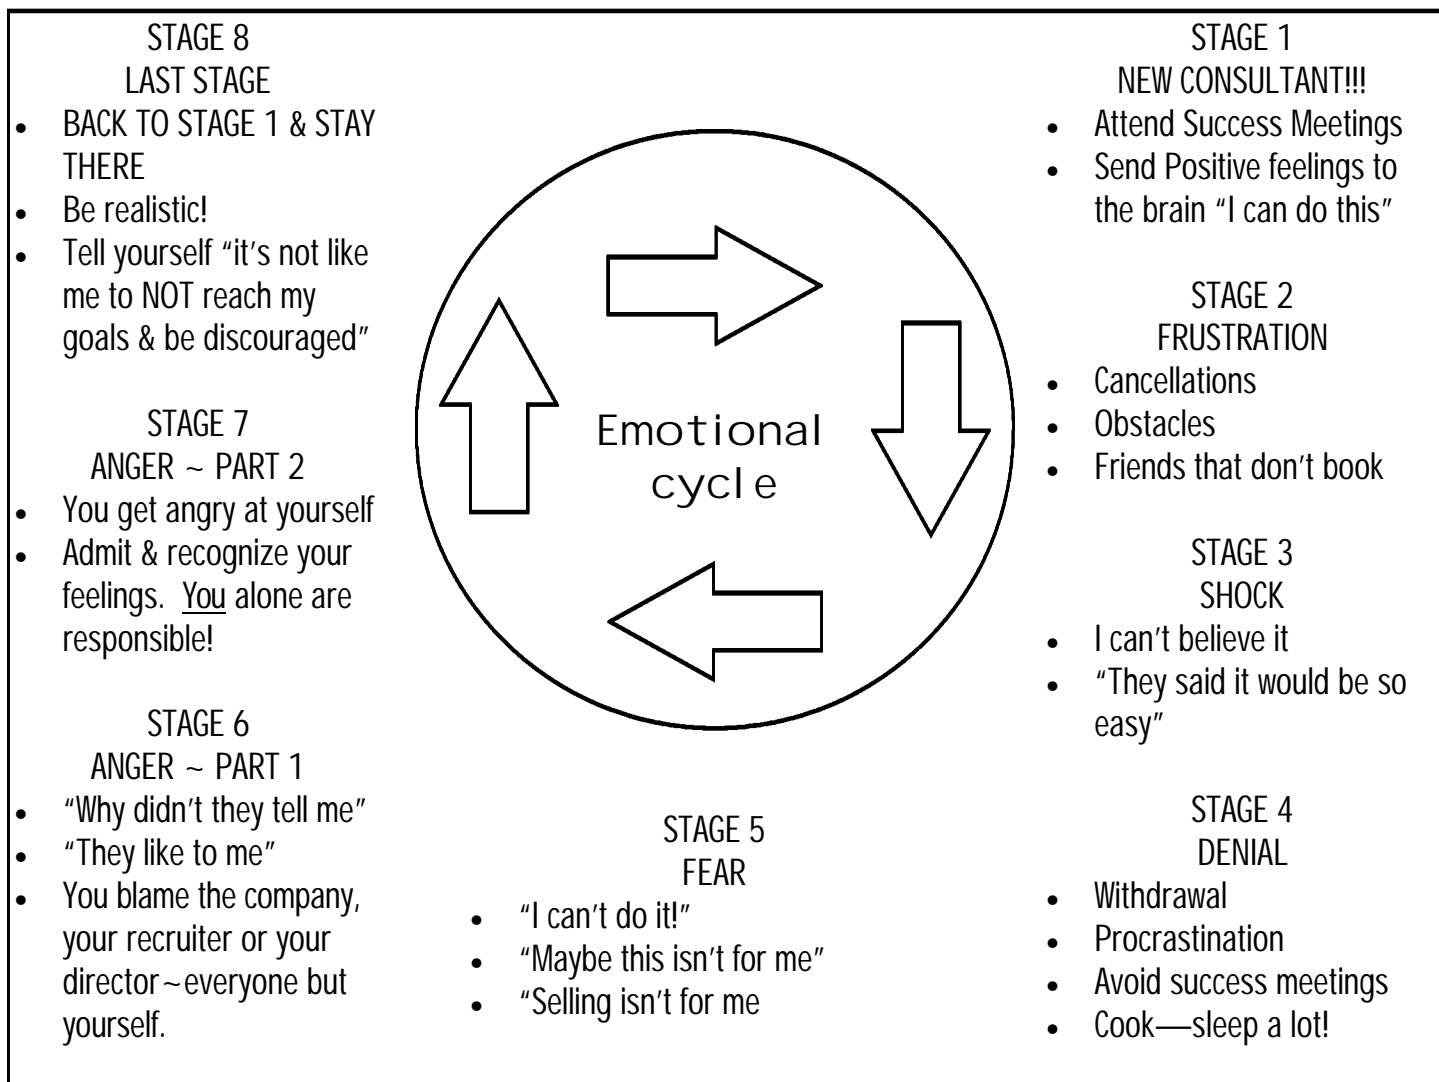 STAGE 1
NEW CONSULTANT!!!
• Attend Success Meetings
• Send Positive feelings to
the brain “I can do this”
STAGE 2
FRUSTRATION
• Cancellations
• Obstacles
• Friends that don’t book
STAGE 3
SHOCK
• I can’t believe it
• “They said it would be so
easy”
STAGE 4
DENIAL
• Withdrawal
• Procrastination
• Avoid success meetings
• Cook—sleep a lot!
STAGE 5
FEAR
• “I can’t do it!”
• “Maybe this isn’t for me”
• “Selling isn’t for me
STAGE 6
ANGER ~ PART 1
• “Why didn’t they tell me”
• “They like to me”
• You blame the company,
your recruiter or your
director~everyone but
yourself.
STAGE 7
ANGER ~ PART 2
• You get angry at yourself
• Admit & recognize your
feelings. You alone are
responsible!
STAGE 8
LAST STAGE
• BACK TO STAGE 1 & STAY
THERE
• Be realistic!
• Tell yourself “it’s not like
me to NOT reach my
goals & be discouraged”
Emotional
cycle